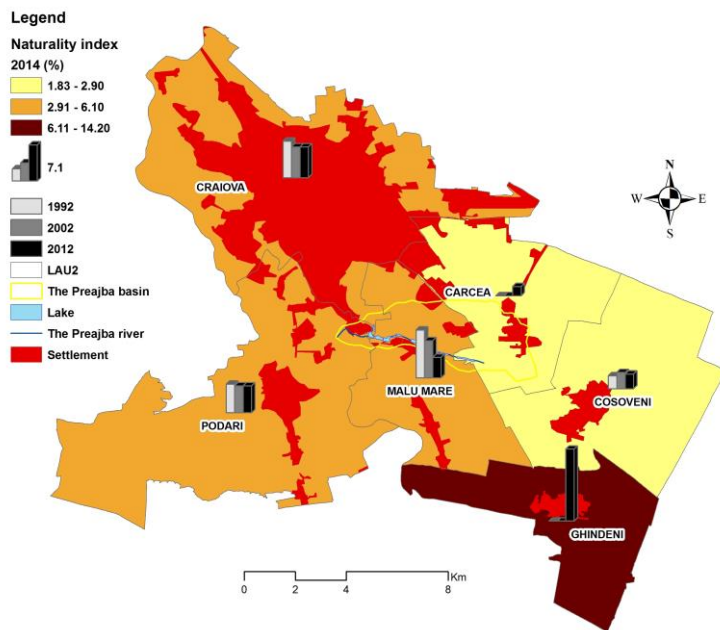 Legend
Naturality index
2014 (%)
1.83 - 2.90
2.91 - 6.10
6.11 - 14.20
7.1
1992
2002
2012
LAU2
The Preajba basin
Lake
The Preajba river
Settlement
N
W E
S
CRAIOVA
CARCEA
MALU MARE
COSOVENI
PODARI
GHINDENI
Km
0 2 4 8